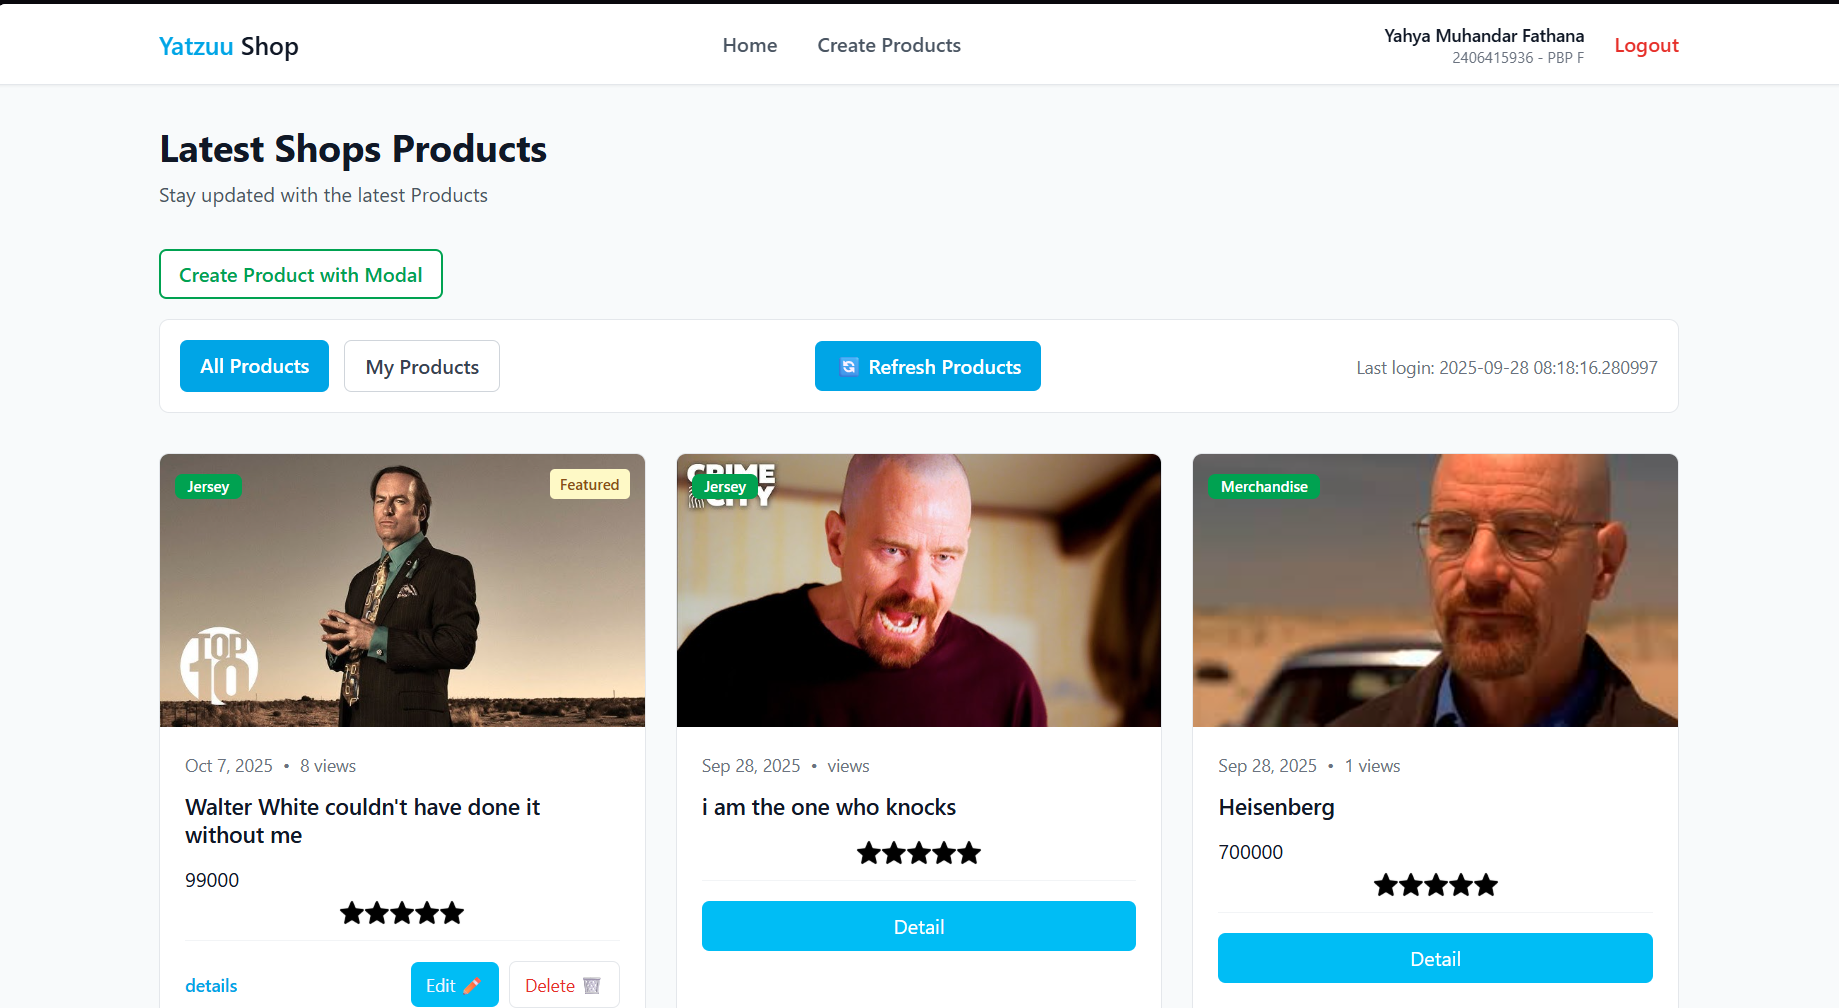 Yatzuu Shop
Home
Create Products
Yahya Muhandar Fathana
2406415936 - PBP F
Logout
Latest Shops Products
Stay updated with the latest Products
Create Product with Modal
All Products
My Products
Refresh Products
Last login: 2025-09-28 08:18:16.280997
Jersey
Featured
TOP
10
Oct 7, 2025 • 8 views
Walter White couldn't have done it
without me
99000
details
Edit
Delete
CRIME
Jersey
CITY
Sep 28, 2025 • views
i am the one who knocks
Detail
Merchandise
Sep 28, 2025 • 1 views
Heisenberg
700000
Detail